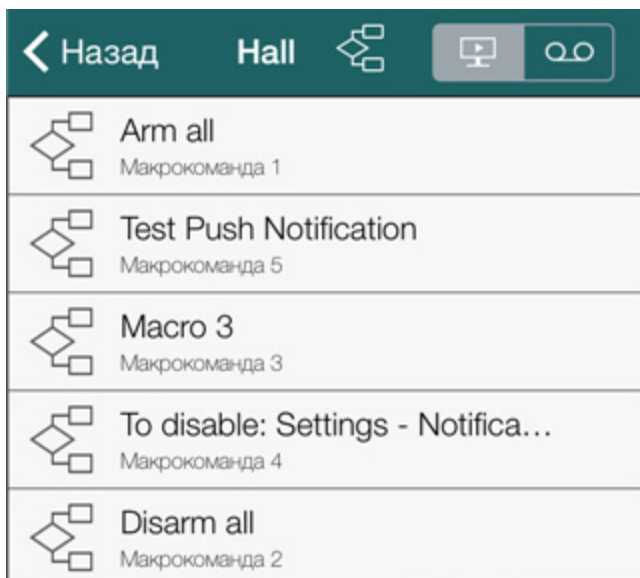 Назад Hall
Arm all
Макрокоманда 1
Test Push Notification
Макрокоманда 5
Macro 3
Макрокоманда 3
To disable: Settings - Notifica...
Макрокоманда 4
Disarm all
Макрокоманда 2